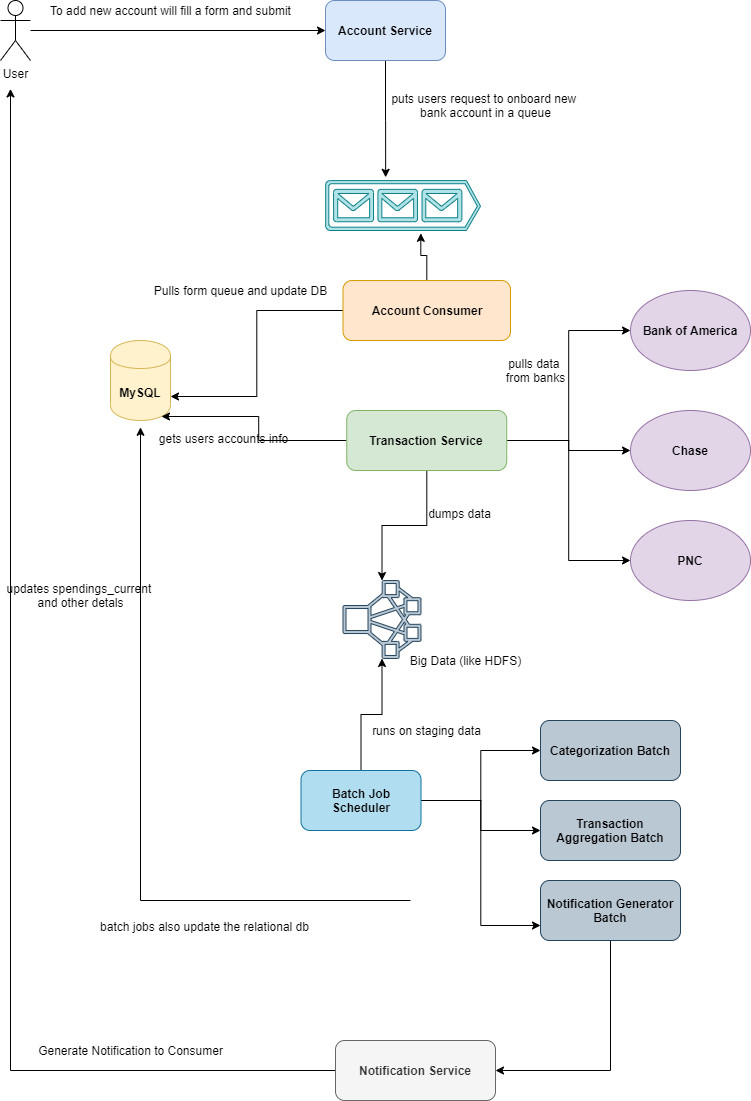 To add new account will fill a form and submit
Account Service
User
puts users request to onboard new
bank account in a queue
Pulls form queue and update DB
Account Consumer
Bank of America
pulls data
from banks
MySQL
gets users accounts info
Transaction Service
Chase
dumps data
PNC
updates spendings_current
and other detals
Big Data (like HDFS)
runs on staging data
Categorization Batch
Batch Job
Scheduler
Transaction
Aggregation Batch
Notification Generator
Batch
batch jobs also update the relational db
Generate Notification to Consumer
Notification Service